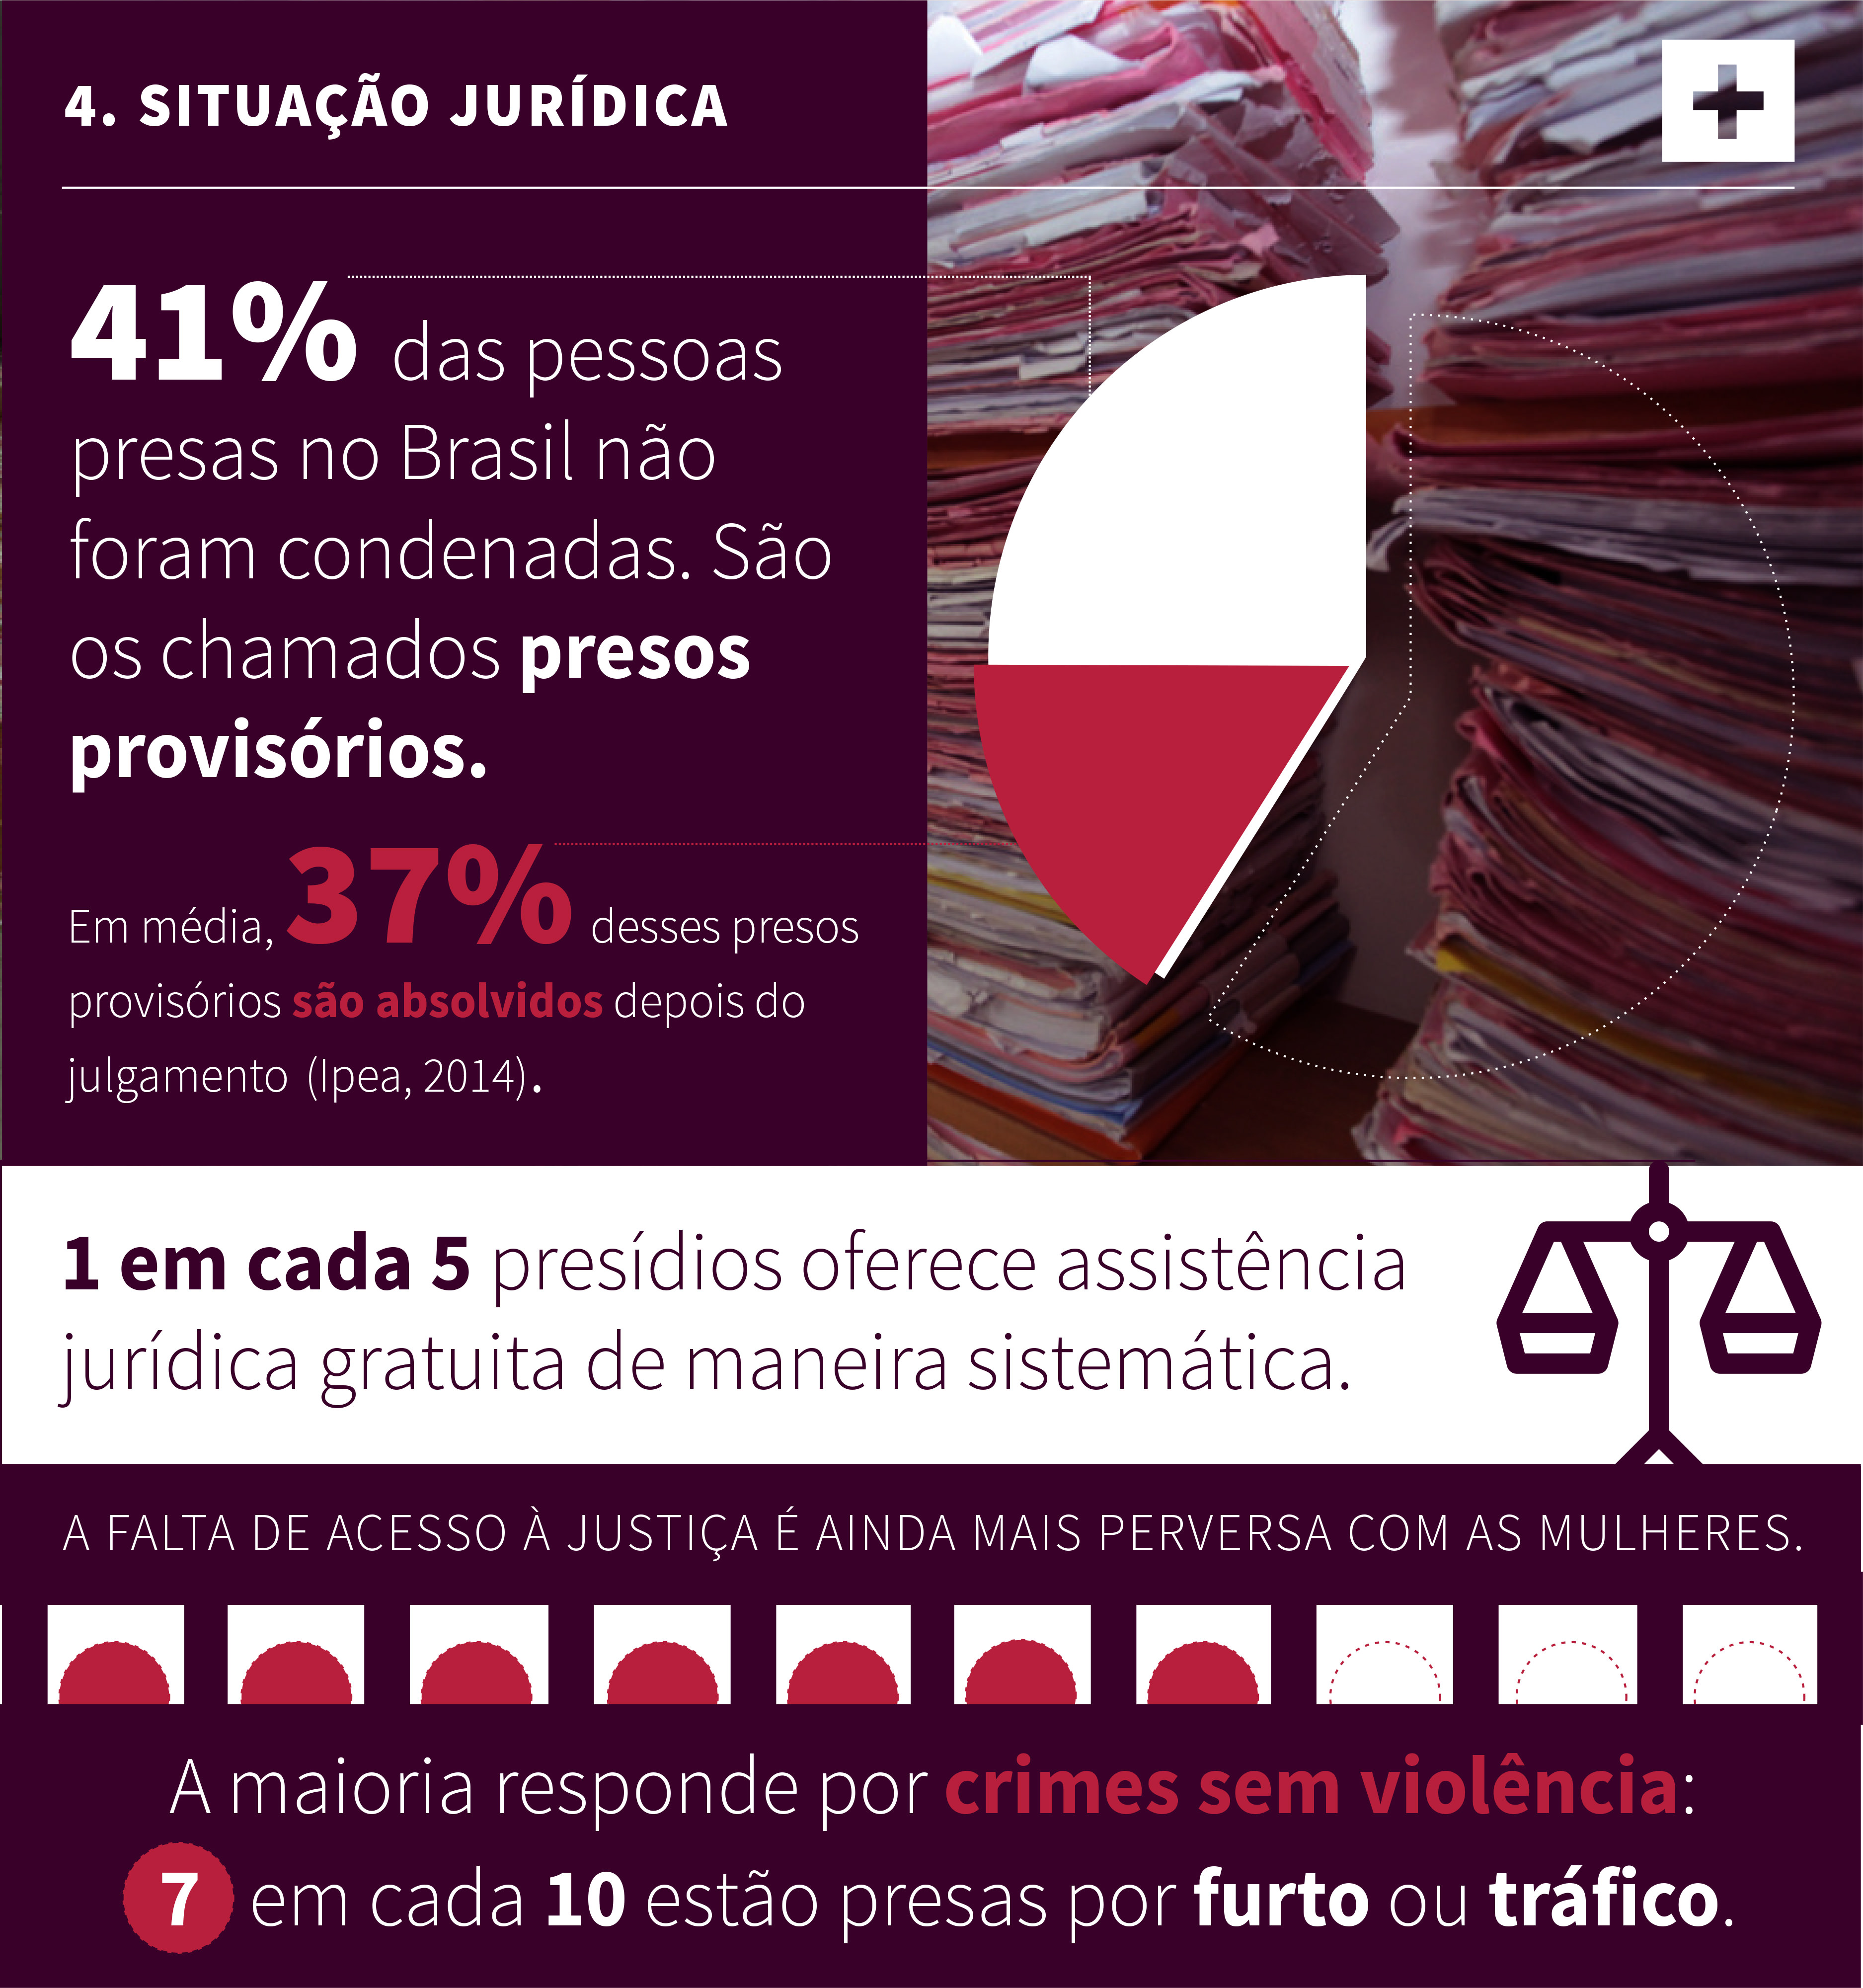 4. SITUAÇÃO JURÍDICA
41% das pessoas
presas no Brasil não
foram condenadas. São
os chamados presos
provisórios.
Em média, 37% desses presos
provisórios são absolvidos depois do
julgamento (Ipea, 2014).
1 em cada 5 presídios oferece assistência
jurídica gratuita de maneira sistemática.
A FALTA DE ACESSO À JUSTIÇA É AINDA MAIS PERVERSA COM AS MULHERES.
A maioria responde por crimes sem violência:
7 em cada 10 estão presas por furto ou tráfico.